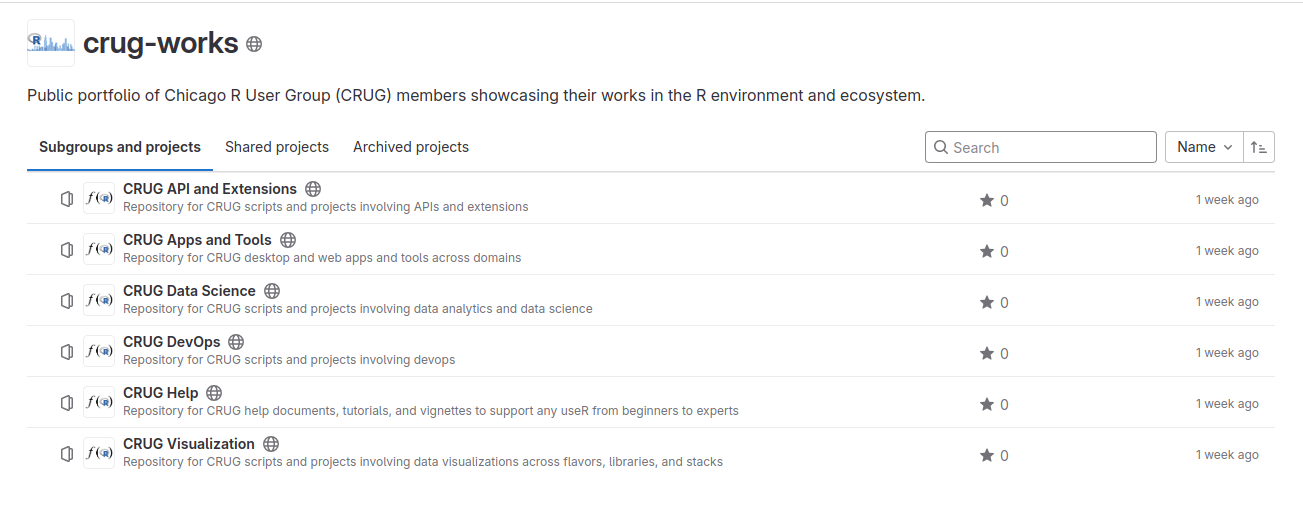 crug-works
Public portfolio of Chicago R User Group (CRUG) members showcasing their works in the R environment and ecosystem.
Subgroups and projects Shared projects Archived projects Search Name
CRUG API and Extensions
Repository for CRUG scripts and projects involving APIs and extensions
0 1 week ago
CRUG Apps and Tools
Repository for CRUG desktop and web apps and tools across domains
0 1 week ago
CRUG Data Science
Repository for CRUG scripts and projects involving data analytics and data science
0 1 week ago
CRUG DevOps
Repository for CRUG scripts and projects involving devops
0 1 week ago
CRUG Help
Repository for CRUG help documents, tutorials, and vignettes to support any useR from beginners to experts
0 1 week ago
CRUG Visualization
Repository for CRUG scripts and projects involving data visualizations across flavors, libraries, and stacks
0 1 week ago